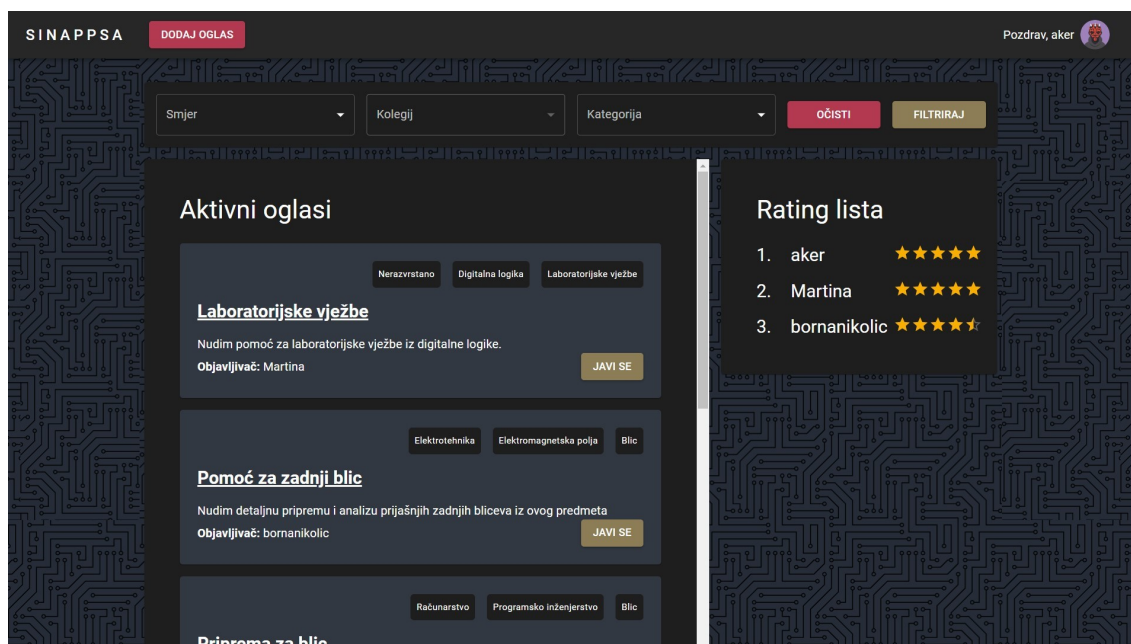 SINAPPSA DODAJ OGLAS Pozdrav, aker
Smjer Kolegij Kategorija OČISTI FILTRIRAJ
Aktivni oglasi
Nerazvrstano Digitalna logika Laboratorijske vježbe
Laboratorijske vježbe
Nudim pomoć za laboratorijske vježbe iz digitalne logike.
Objavljivač: Martina JAVI SE
Elektrotehnika Elektromagnetska polja Blic
Pomoć za zadnji blic
Nudim detaljnu pripremu i analizu prijašnjih zadnjih bliceva iz ovog predmeta
Objavljivač: bornanikolic JAVI SE
Računarstvo Programsko inženjerstvo Blic
Priprema za blic
Rating lista
1. aker
2. Martina
3. bornanikolic